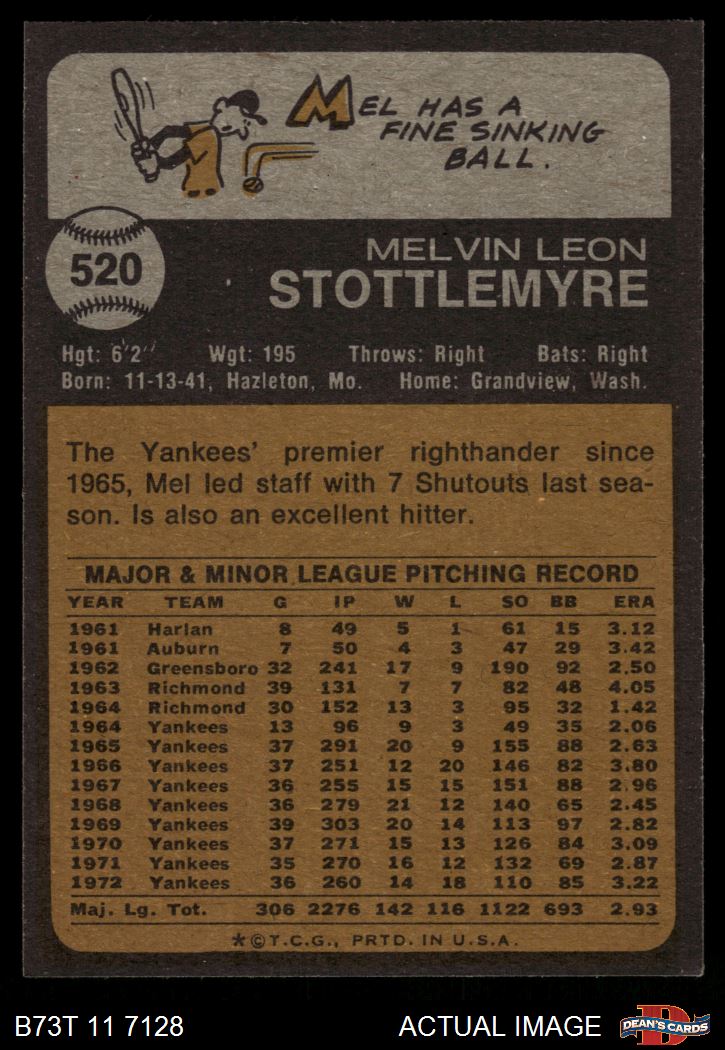 MEL HAS A
FINE SINKING
BALL.
520
MELVIN LEON
STOTTLEMYRE
Hgt: 6'2" Wgt: 195 Throws: Right Bats: Right
Born: 11-13-41, Hazleton, Mo. Home: Grandview, Wash.
The Yankees' premier righthander since
1965, Mel led staff with 7 Shutouts last sea-
son. Is also an excellent hitter.
MAJOR & MINOR LEAGUE PITCHING RECORD
YEAR TEAM G IP W L SO BB ERA
1961 Harlan 8 49 5 1 61 15 3.12
1961 Auburn 7 50 4 3 47 29 3.42
1962 Greensboro 32 241 17 9 190 92 2.50
1963 Richmond 39 131 7 7 82 48 4.05
1964 Richmond 30 152 13 3 95 32 1.42
1964 Yankees 13 96 9 3 49 35 2.06
1965 Yankees 37 291 20 9 155 88 2.63
1966 Yankees 37 251 12 20 146 82 3.80
1967 Yankees 36 255 15 15 151 88 2.96
1968 Yankees 36 279 21 12 140 65 2.45
1969 Yankees 39 303 20 14 113 97 2.82
1970 Yankees 37 271 15 13 126 84 3.09
1971 Yankees 35 270 16 12 132 69 2.87
1972 Yankees 36 260 14 18 110 85 3.22
Maj. Lg. Tot. 306 2276 142 116 1122 693 2.93
*©T.C.G., PRTD. IN U.S.A.
B73T 11 7128 ACTUAL IMAGE D DEAN'S CARDS